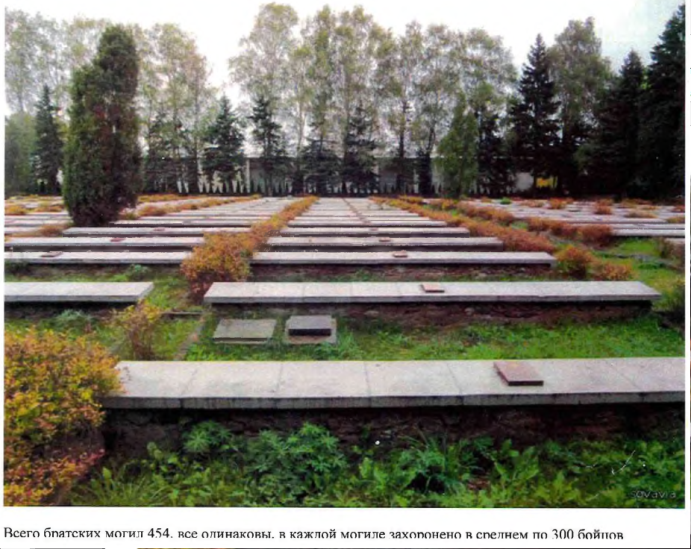 Всего братских могил 454. все одинаковы. в каждой могиле захоронено в среднем по 300 бойцов